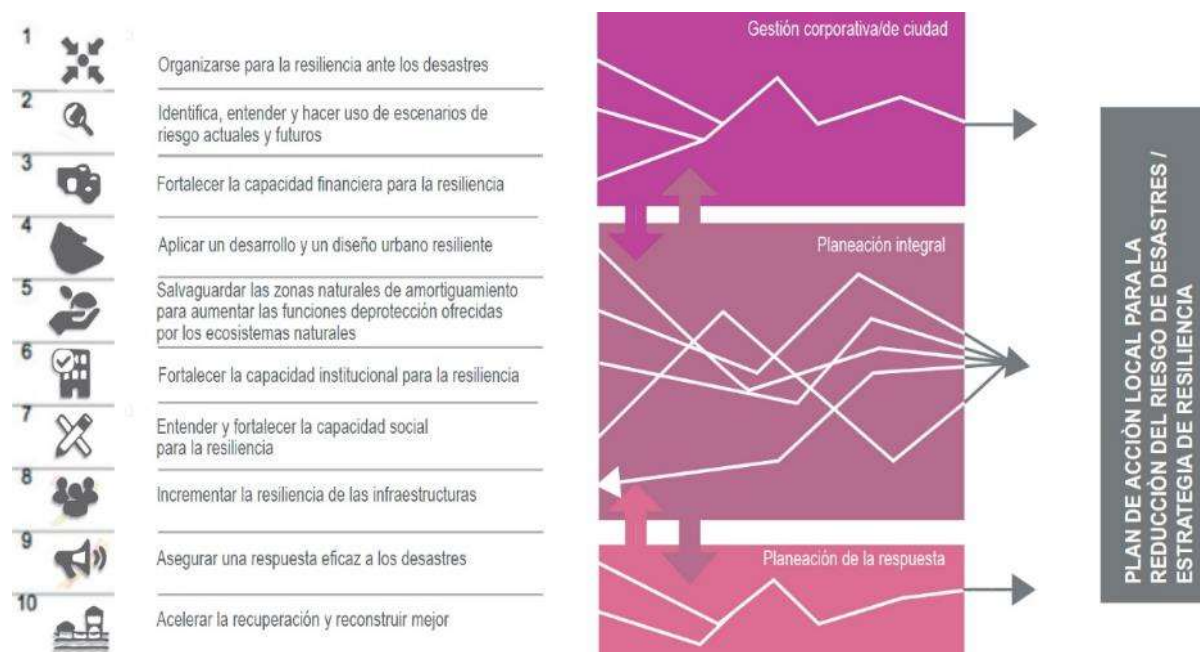 1
Organizarse para la resiliencia ante los desastres
2
Identifica, entender y hacer uso de escenarios de
riesgo actuales y futuros
3
Fortalecer la capacidad financiera para la resiliencia
4
Aplicar un desarrollo y un diseño urbano resiliente
5
Salvaguardar las zonas naturales de amortiguamiento
para aumentar las funciones deprotección ofrecidas
por los ecosistemas naturales
6
Fortalecer la capacidad institucional para la resiliencia
7
Entender y fortalecer la capacidad social
para la resiliencia
8
Incrementar la resiliencia de las infraestructuras
9
Asegurar una respuesta eficaz a los desastres
10
Acelerar la recuperación y reconstruir mejor
Gestión corporativa/de ciudad
Planeación integral
Planeación de la respuesta
PLAN DE ACCIÒN LOCAL PARA LA
REDUCCIÓN DEL RIESGO DE DESASTRES /
ESTRATEGIA DE RESILIENCIA